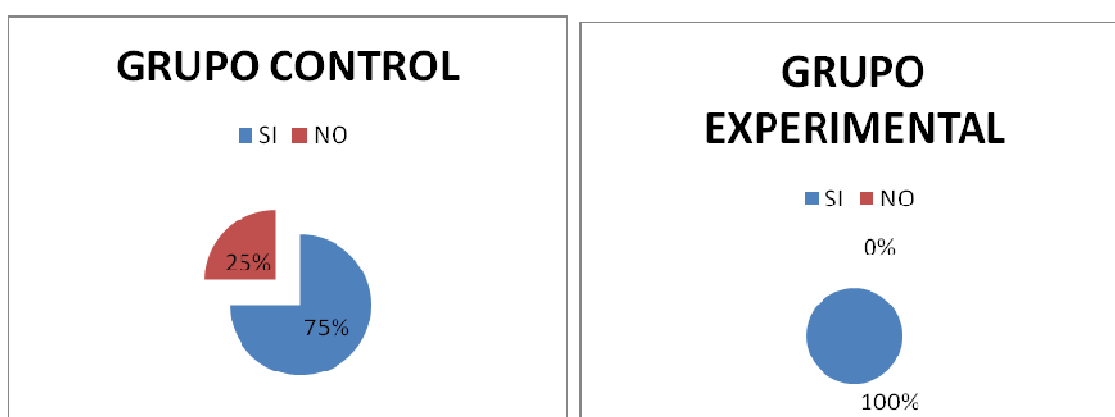 GRUPO CONTROL
SI NO
25%
75%
GRUPO
EXPERIMENTAL
SI NO
0%
100%